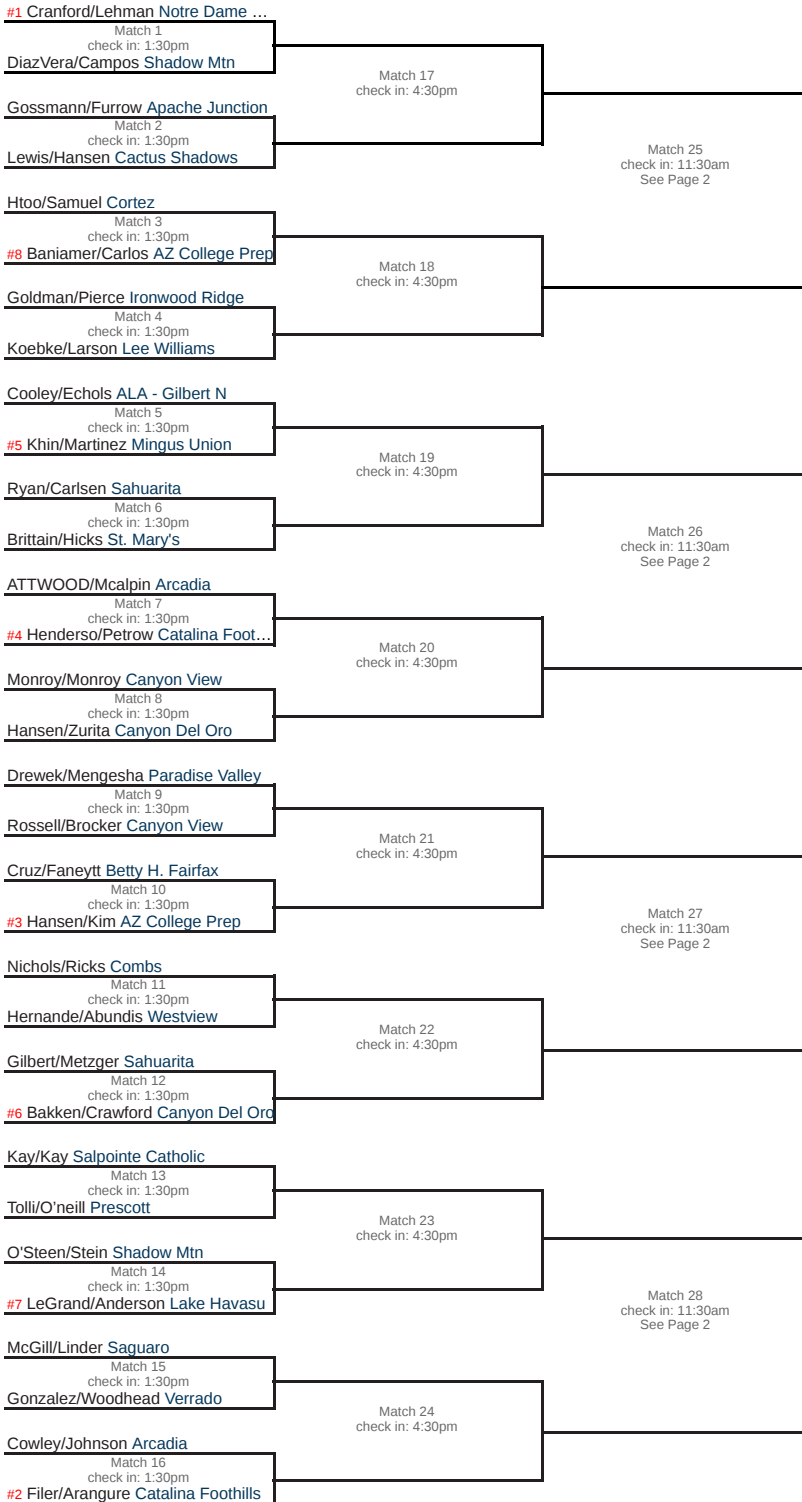 #1 Cranford/Lehman Notre Dame …
Match 1
check in: 1:30pm
DiazVera/Campos Shadow Mtn
Match 17
check in: 4:30pm
Gossmann/Furrow Apache Junction
Match 2
check in: 1:30pm
Lewis/Hansen Cactus Shadows
Match 25
check in: 11:30am
See Page 2
Htoo/Samuel Cortez
Match 3
check in: 1:30pm
#8 Baniamer/Carlos AZ College Prep
Match 18
check in: 4:30pm
Goldman/Pierce Ironwood Ridge
Match 4
check in: 1:30pm
Koebke/Larson Lee Williams
Cooley/Echols ALA - Gilbert N
Match 5
check in: 1:30pm
#5 Khin/Martinez Mingus Union
Match 19
check in: 4:30pm
Ryan/Carlsen Sahuarita
Match 6
check in: 1:30pm
Brittain/Hicks St. Mary's
Match 26
check in: 11:30am
See Page 2
ATTWOOD/Mcalpin Arcadia
Match 7
check in: 1:30pm
#4 Henderso/Petrow Catalina Foot…
Match 20
check in: 4:30pm
Monroy/Monroy Canyon View
Match 8
check in: 1:30pm
Hansen/Zurita Canyon Del Oro
Drewek/Mengesha Paradise Valley
Match 9
check in: 1:30pm
Rossell/Brocker Canyon View
Match 21
check in: 4:30pm
Cruz/Faneytt Betty H. Fairfax
Match 10
check in: 1:30pm
#3 Hansen/Kim AZ College Prep
Match 27
check in: 11:30am
See Page 2
Nichols/Ricks Combs
Match 11
check in: 1:30pm
Hernande/Abundis Westview
Match 22
check in: 4:30pm
Gilbert/Metzger Sahuarita
Match 12
check in: 1:30pm
#6 Bakken/Crawford Canyon Del Oro
Kay/Kay Salpointe Catholic
Match 13
check in: 1:30pm
Tolli/O’neill Prescott
Match 23
check in: 4:30pm
O'Steen/Stein Shadow Mtn
Match 14
check in: 1:30pm
#7 LeGrand/Anderson Lake Havasu
Match 28
check in: 11:30am
See Page 2
McGill/Linder Saguaro
Match 15
check in: 1:30pm
Gonzalez/Woodhead Verrado
Match 24
check in: 4:30pm
Cowley/Johnson Arcadia
Match 16
check in: 1:30pm
#2 Filer/Arangure Catalina Foothills